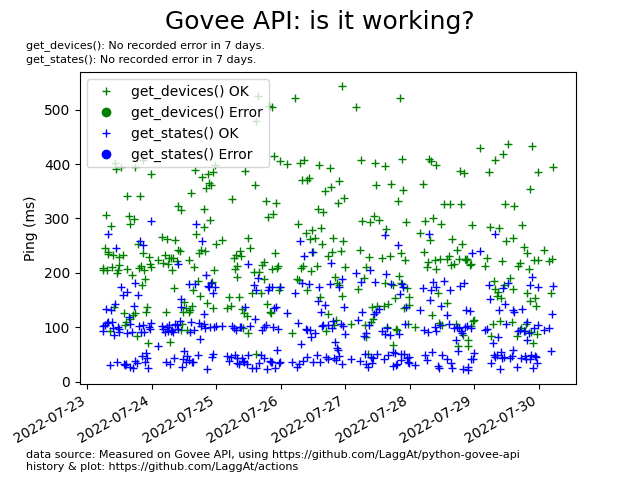 Govee API: is it working?
get_devices(): No recorded error in 7 days.
get_states(): No recorded error in 7 days.
get_devices() OK
get_devices() Error
get_states() OK
get_states() Error
Ping (ms)
500
400
300
200
100
0
2022-07-23
2022-07-24
2022-07-25
2022-07-26
2022-07-27
2022-07-28
2022-07-29
2022-07-30
data source: Measured on Govee API, using https://github.com/LaggAt/python-govee-api
history & plot: https://github.com/LaggAt/actions